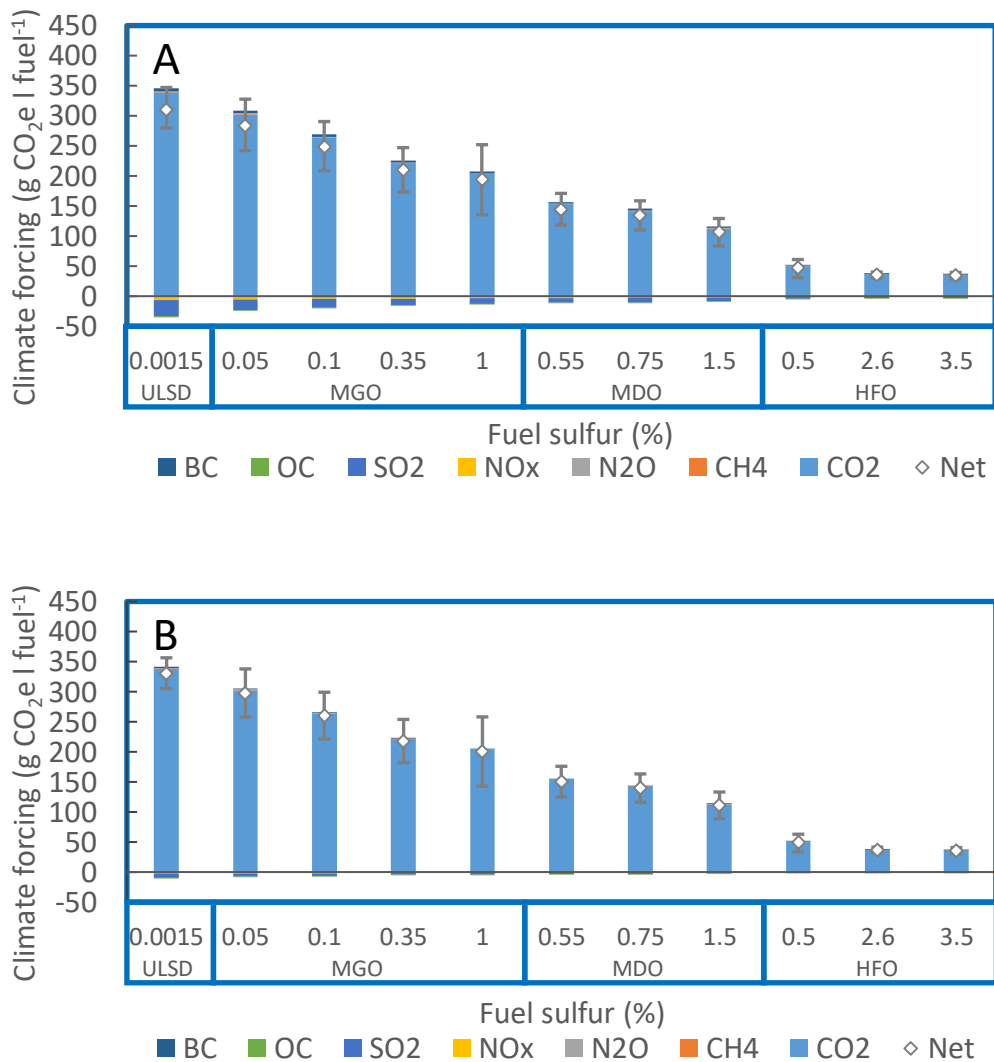 A
Climate forcing (g CO₂e l fuel⁻¹)
450
400
350
300
250
200
150
100
50
0
-50
0.0015 0.05 0.1 0.35 1 0.55 0.75 1.5 0.5 2.6 3.5
ULSD MGO MDO HFO
Fuel sulfur (%)
BC OC SO2 NOx N2O CH4 CO2 Net
B
Climate forcing (g CO₂e l fuel⁻¹)
450
400
350
300
250
200
150
100
50
0
-50
0.0015 0.05 0.1 0.35 1 0.55 0.75 1.5 0.5 2.6 3.5
ULSD MGO MDO HFO
Fuel sulfur (%)
BC OC SO2 NOx N2O CH4 CO2 Net